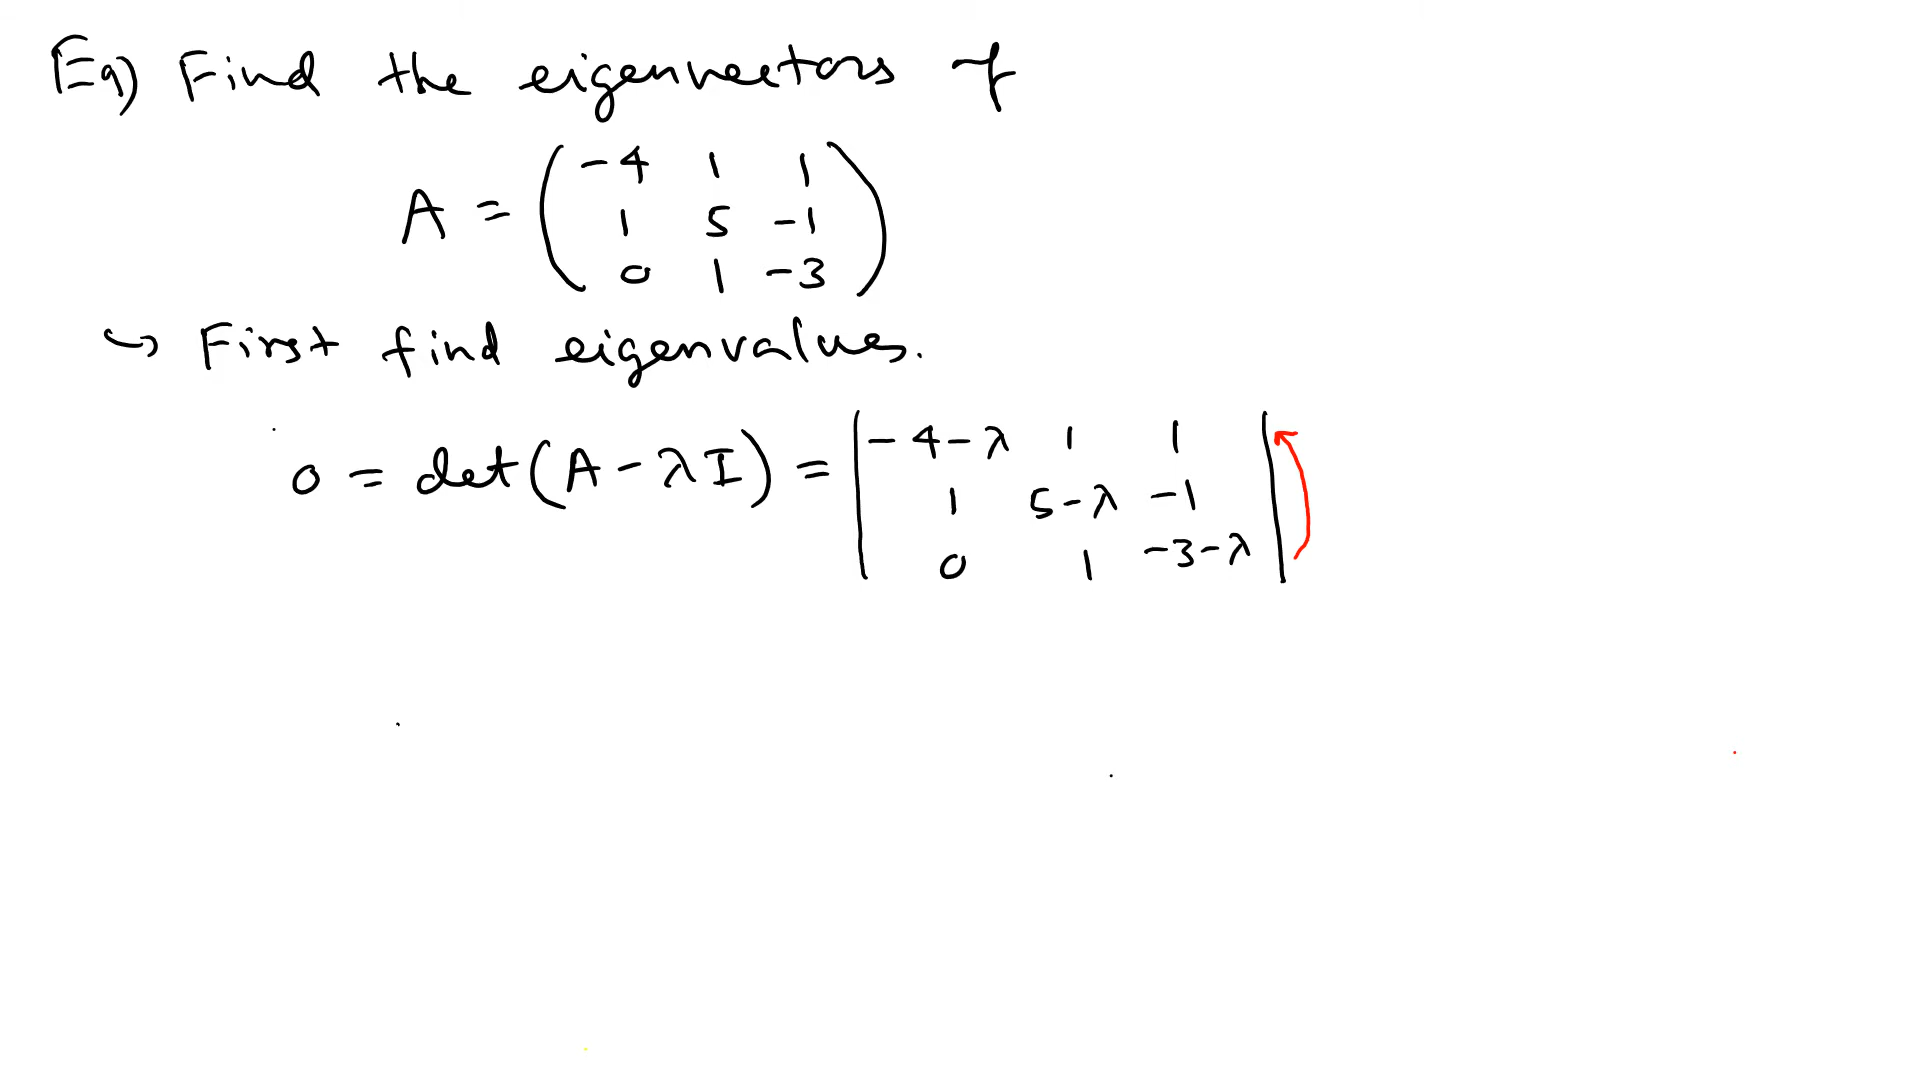 Eg) Find the eigenvectors of
A = ( -4 1 1
1 5 -1
0 1 -3 )
↪ First find eigenvalues.
0 = det(A - λI) = | -4-λ 1 1
1 5-λ -1
0 1 -3-λ |